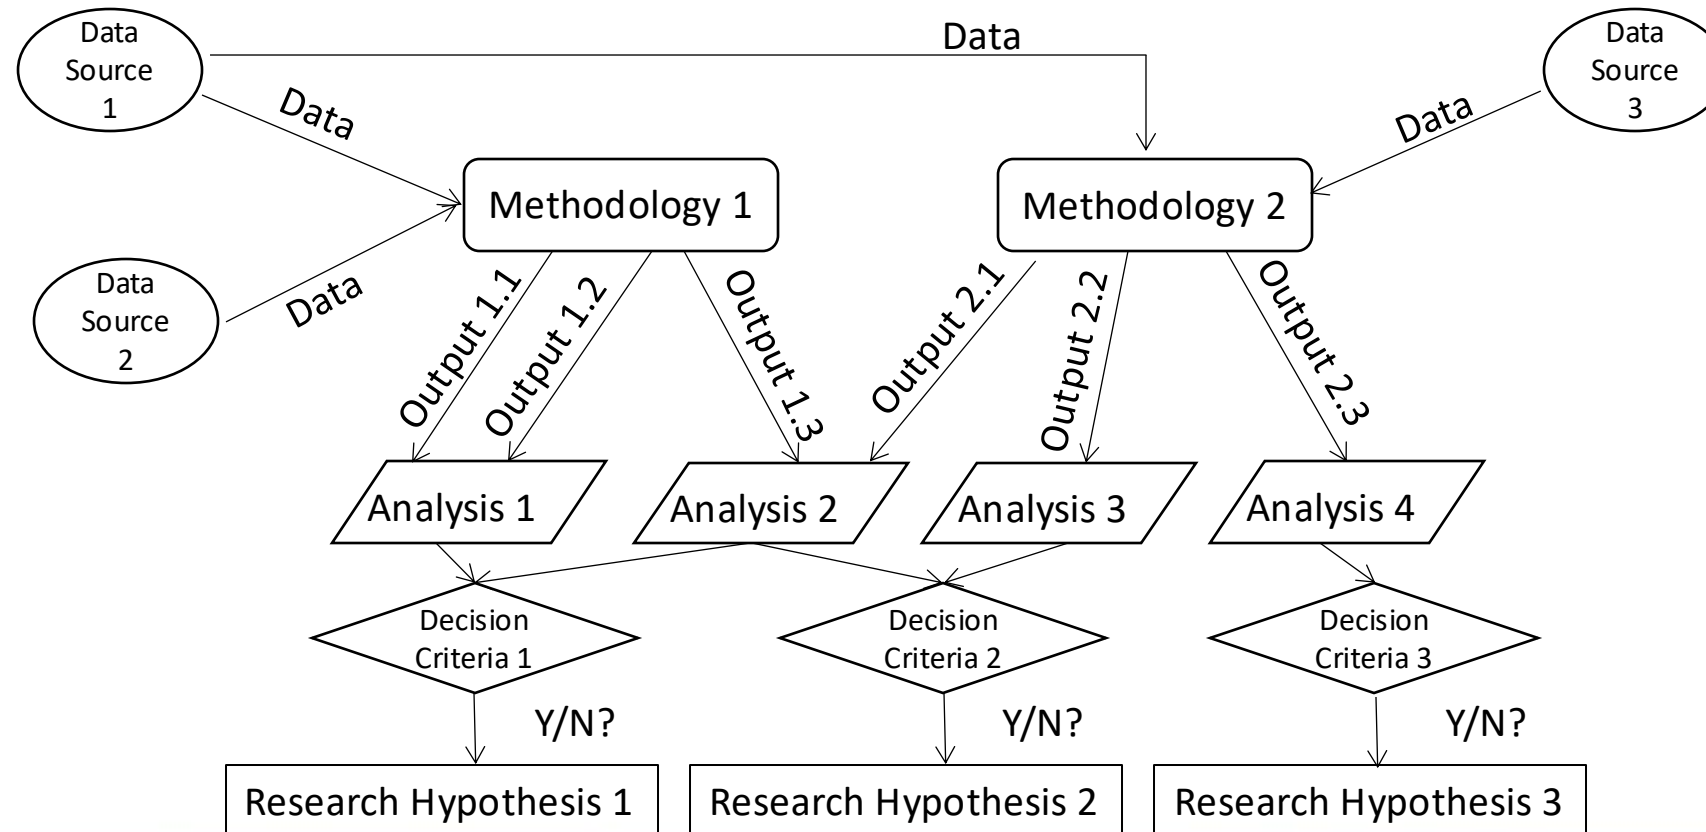 Data
Source
1
Data
Data
Source
3
Data
Data
Methodology 1
Methodology 2
Data
Source
2
Data
Output 1.1
Output 1.2
Output 1.3
Output 2.1
Output 2.2
Output 2.3
Analysis 1
Analysis 2
Analysis 3
Analysis 4
Decision
Criteria 1
Decision
Criteria 2
Decision
Criteria 3
Y/N?
Y/N?
Y/N?
Research Hypothesis 1
Research Hypothesis 2
Research Hypothesis 3